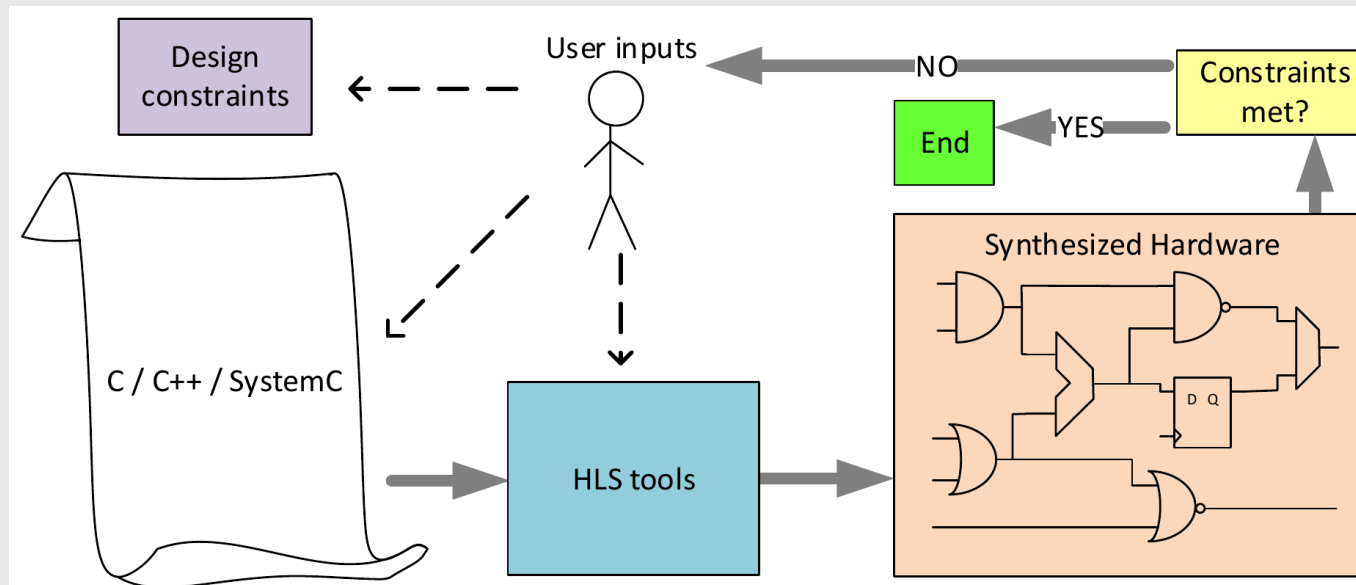 Design
constraints
User inputs
NO
Constraints
met?
YES
End
Synthesized Hardware
C / C++ / SystemC
D Q
HLS tools